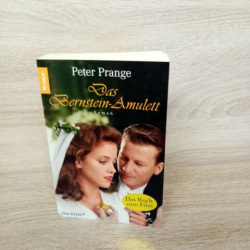 Peter Prange
Das
Bernstein-Amulett
Roman
Das Buch
zum Film